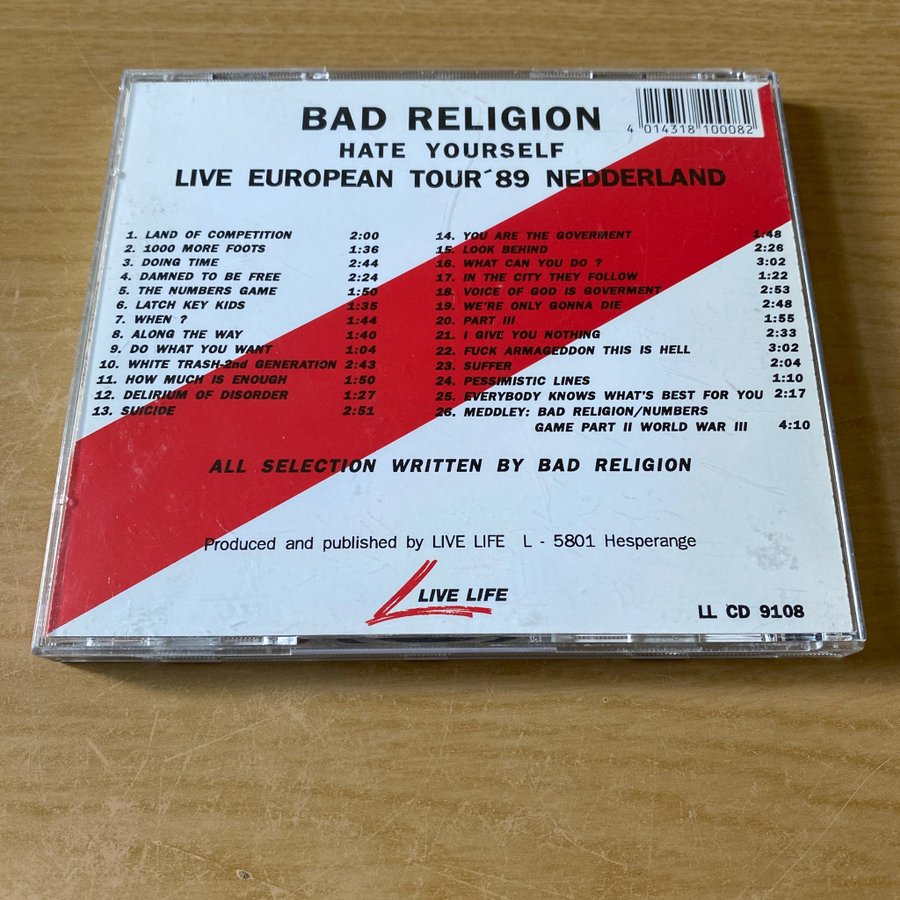 BAD RELIGION
4 014318 100082
HATE YOURSELF
LIVE EUROPEAN TOUR´89 NEDDERLAND
1. LAND OF COMPETITION 2:00
2. 1000 MORE FOOTS 1:36
3. DOING TIME 2:44
4. DAMNED TO BE FREE 2:24
5. THE NUMBERS GAME 1:50
6. LATCH KEY KIDS 1:35
7. WHEN ? 1:44
8. ALONG THE WAY 1:40
9. DO WHAT YOU WANT 1:04
10. WHITE TRASH-2nd GENERATION 2:43
11. HOW MUCH IS ENOUGH 1:50
12. DELIRIUM OF DISORDER 1:27
13. SUICIDE 2:51
14. YOU ARE THE GOVERMENT 1:48
15. LOOK BEHIND 2:26
16. WHAT CAN YOU DO ? 3:02
17. IN THE CITY THEY FOLLOW 1:22
18. VOICE OF GOD IS GOVERMENT 2:53
19. WE'RE ONLY GONNA DIE 2:48
20. PART III 1:55
21. I GIVE YOU NOTHING 2:33
22. FUCK ARMAGEDDON THIS IS HELL 3:02
23. SUFFER 2:04
24. PESSIMISTIC LINES 1:10
25. EVERYBODY KNOWS WHAT'S BEST FOR YOU 2:17
26. MEDDLEY: BAD RELIGION/NUMBERS
GAME PART II WORLD WAR III 4:10
ALL SELECTION WRITTEN BY BAD RELIGION
Produced and published by LIVE LIFE L - 5801 Hesperange
LIVE LIFE
LL CD 9108